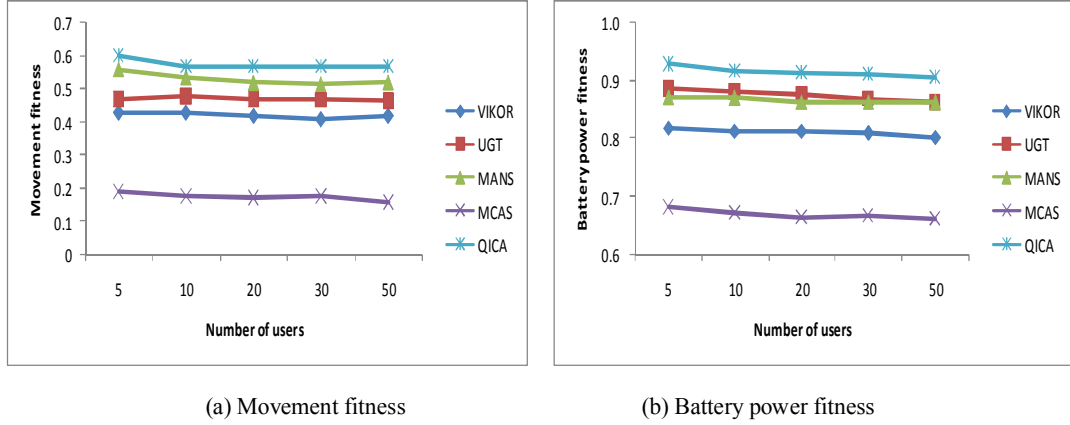 0.7
0.6
0.5
0.4
0.3
0.2
0.1
0
Movement fitness
5 10 20 30 50
Number of users
VIKOR
UGT
MANS
MCAS
QICA
(a) Movement fitness
1.0
0.9
0.8
0.7
0.6
Battery power fitness
5 10 20 30 50
Number of users
VIKOR
UGT
MANS
MCAS
QICA
(b) Battery power fitness